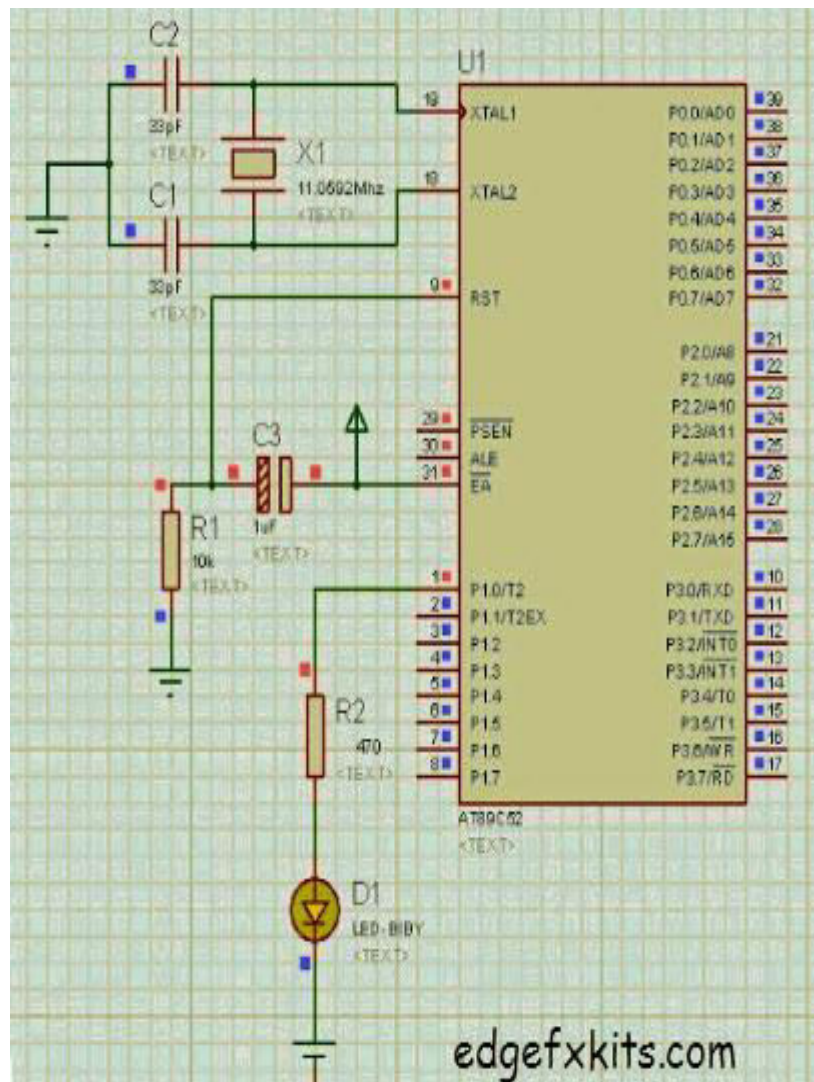 C2
33pF
<TEXT>
X1
11.0592Mhz
<TEXT>
C1
33pF
<TEXT>
U1
19 XTAL1
18 XTAL2
9 RST
29 PSEN
30 ALE
31 EA
1 P1.0/T2
2 P1.1/T2EX
3 P1.2
4 P1.3
5 P1.4
6 P1.5
7 P1.6
8 P1.7
P0.0/AD0 39
P0.1/AD1 38
P0.2/AD2 37
P0.3/AD3 36
P0.4/AD4 35
P0.5/AD5 34
P0.6/AD6 33
P0.7/AD7 32
P2.0/A8 21
P2.1/A9 22
P2.2/A10 23
P2.3/A11 24
P2.4/A12 25
P2.5/A13 26
P2.6/A14 27
P2.7/A15 28
P3.0/RXD 10
P3.1/TXD 11
P3.2/INT0 12
P3.3/INT1 13
P3.4/T0 14
P3.5/T1 15
P3.6/WR 16
P3.7/RD 17
AT89C52
<TEXT>
C3
1uF
<TEXT>
R1
10k
<TEXT>
R2
470
<TEXT>
D1
LED-BIBY
<TEXT>
edgefxkits.com